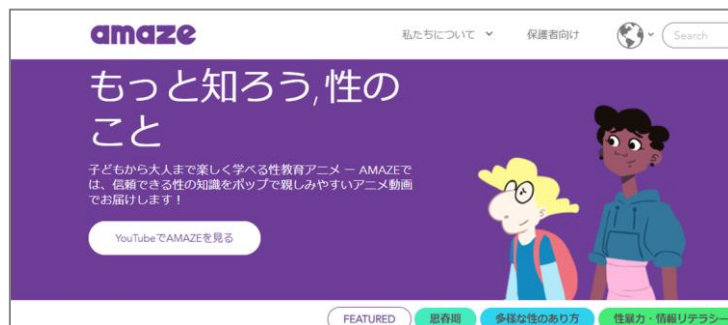 amaze
私たちについて
保護者向け
Search
もっと知ろう,性の
こと
子どもから大人まで楽しく学べる性教育アニメ ー AMAZEで
は、信頼できる性の知識をポップで親しみやすいアニメ動画
でお届けします！
YouTubeでAMAZEを見る
FEATURED
思春期
多様な性のあり方
性暴力・情報リテラシー